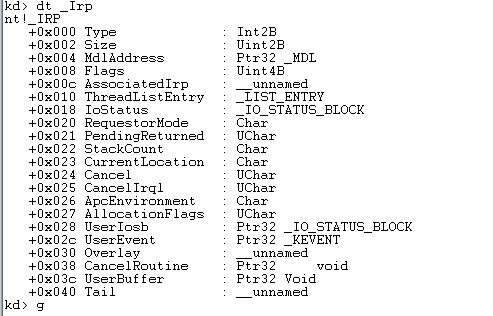 kd> dt _Irp
nt!_IRP
+0x000 Type : Int2B
+0x002 Size : Uint2B
+0x004 MdlAddress : Ptr32 _MDL
+0x008 Flags : Uint4B
+0x00c AssociatedIrp : __unnamed
+0x010 ThreadListEntry : _LIST_ENTRY
+0x018 IoStatus : _IO_STATUS_BLOCK
+0x020 RequestorMode : Char
+0x021 PendingReturned : UChar
+0x022 StackCount : Char
+0x023 CurrentLocation : Char
+0x024 Cancel : UChar
+0x025 CancelIrql : UChar
+0x026 ApcEnvironment : Char
+0x027 AllocationFlags : UChar
+0x028 UserIosb : Ptr32 _IO_STATUS_BLOCK
+0x02c UserEvent : Ptr32 _KEVENT
+0x030 Overlay : __unnamed
+0x038 CancelRoutine : Ptr32 void
+0x03c UserBuffer : Ptr32 Void
+0x040 Tail : __unnamed
kd> g